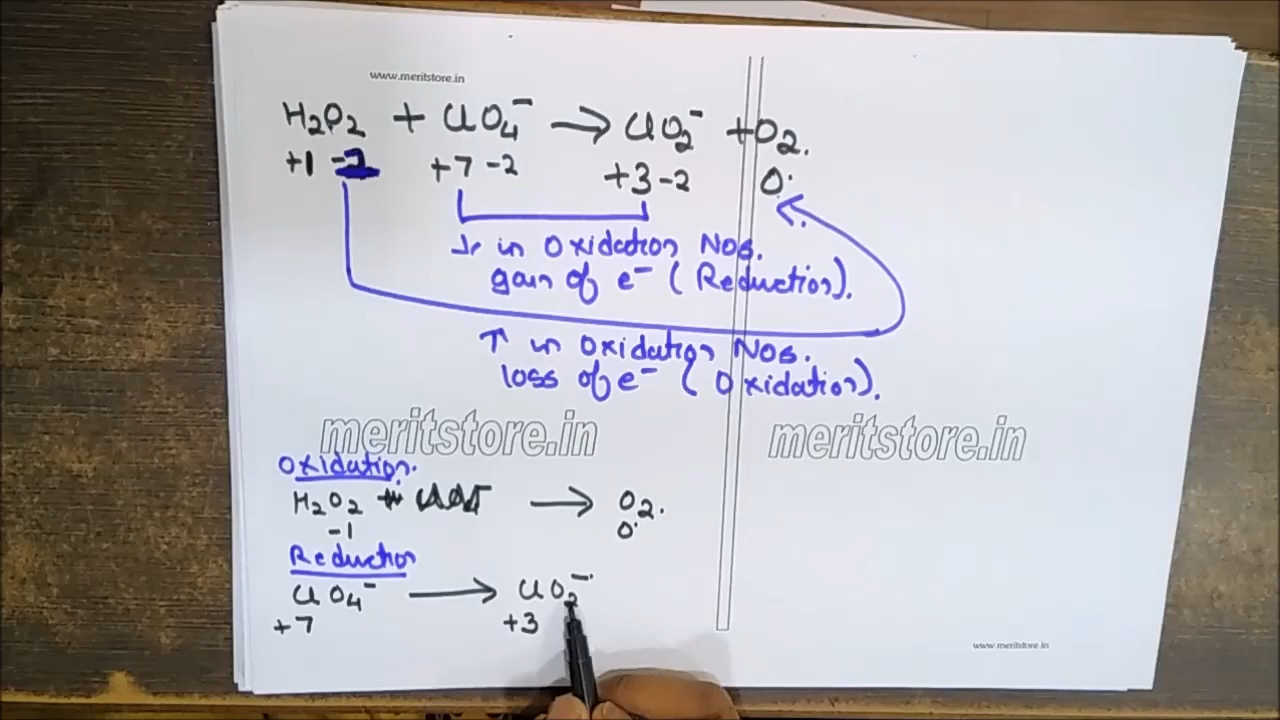 www.meritstore.in
H₂O₂ + ClO₄⁻ → ClO₂⁻ + O₂.
+1 +7 -2 +3 -2 0
↓ in Oxidation Nos.
gain of e⁻ (Reduction).
↑ in Oxidation Nos.
loss of e⁻ (Oxidation).
meritstore.in meritstore.in
Oxidation.
H₂O₂ → O₂.
-1 0
Reduction
ClO₄⁻ → ClO₂⁻
+7 +3
www.meritstore.in